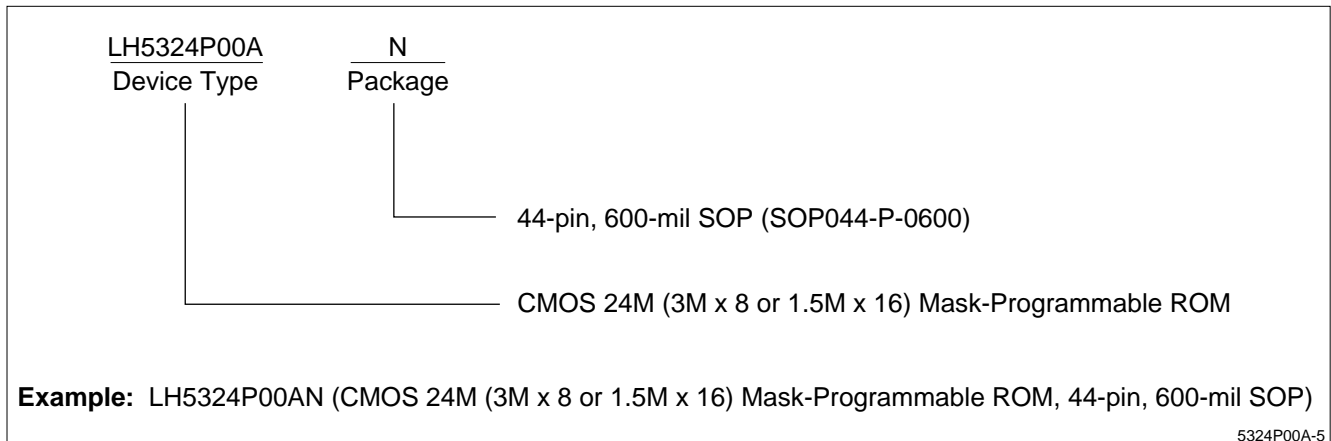 LH5324P00A N
Device Type Package
44-pin, 600-mil SOP (SOP044-P-0600)
CMOS 24M (3M x 8 or 1.5M x 16) Mask-Programmable ROM
Example: LH5324P00AN (CMOS 24M (3M x 8 or 1.5M x 16) Mask-Programmable ROM, 44-pin, 600-mil SOP)
5324P00A-5